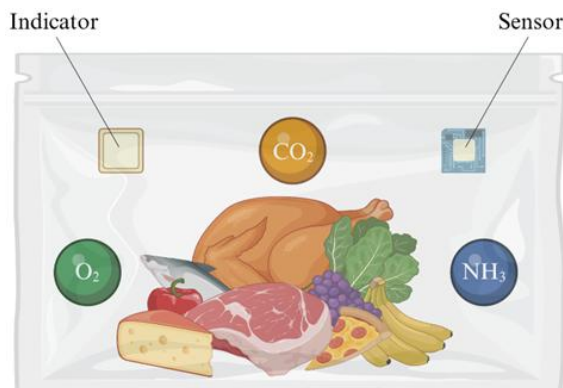 Indicator
Sensor
CO₂
O₂
NH₃